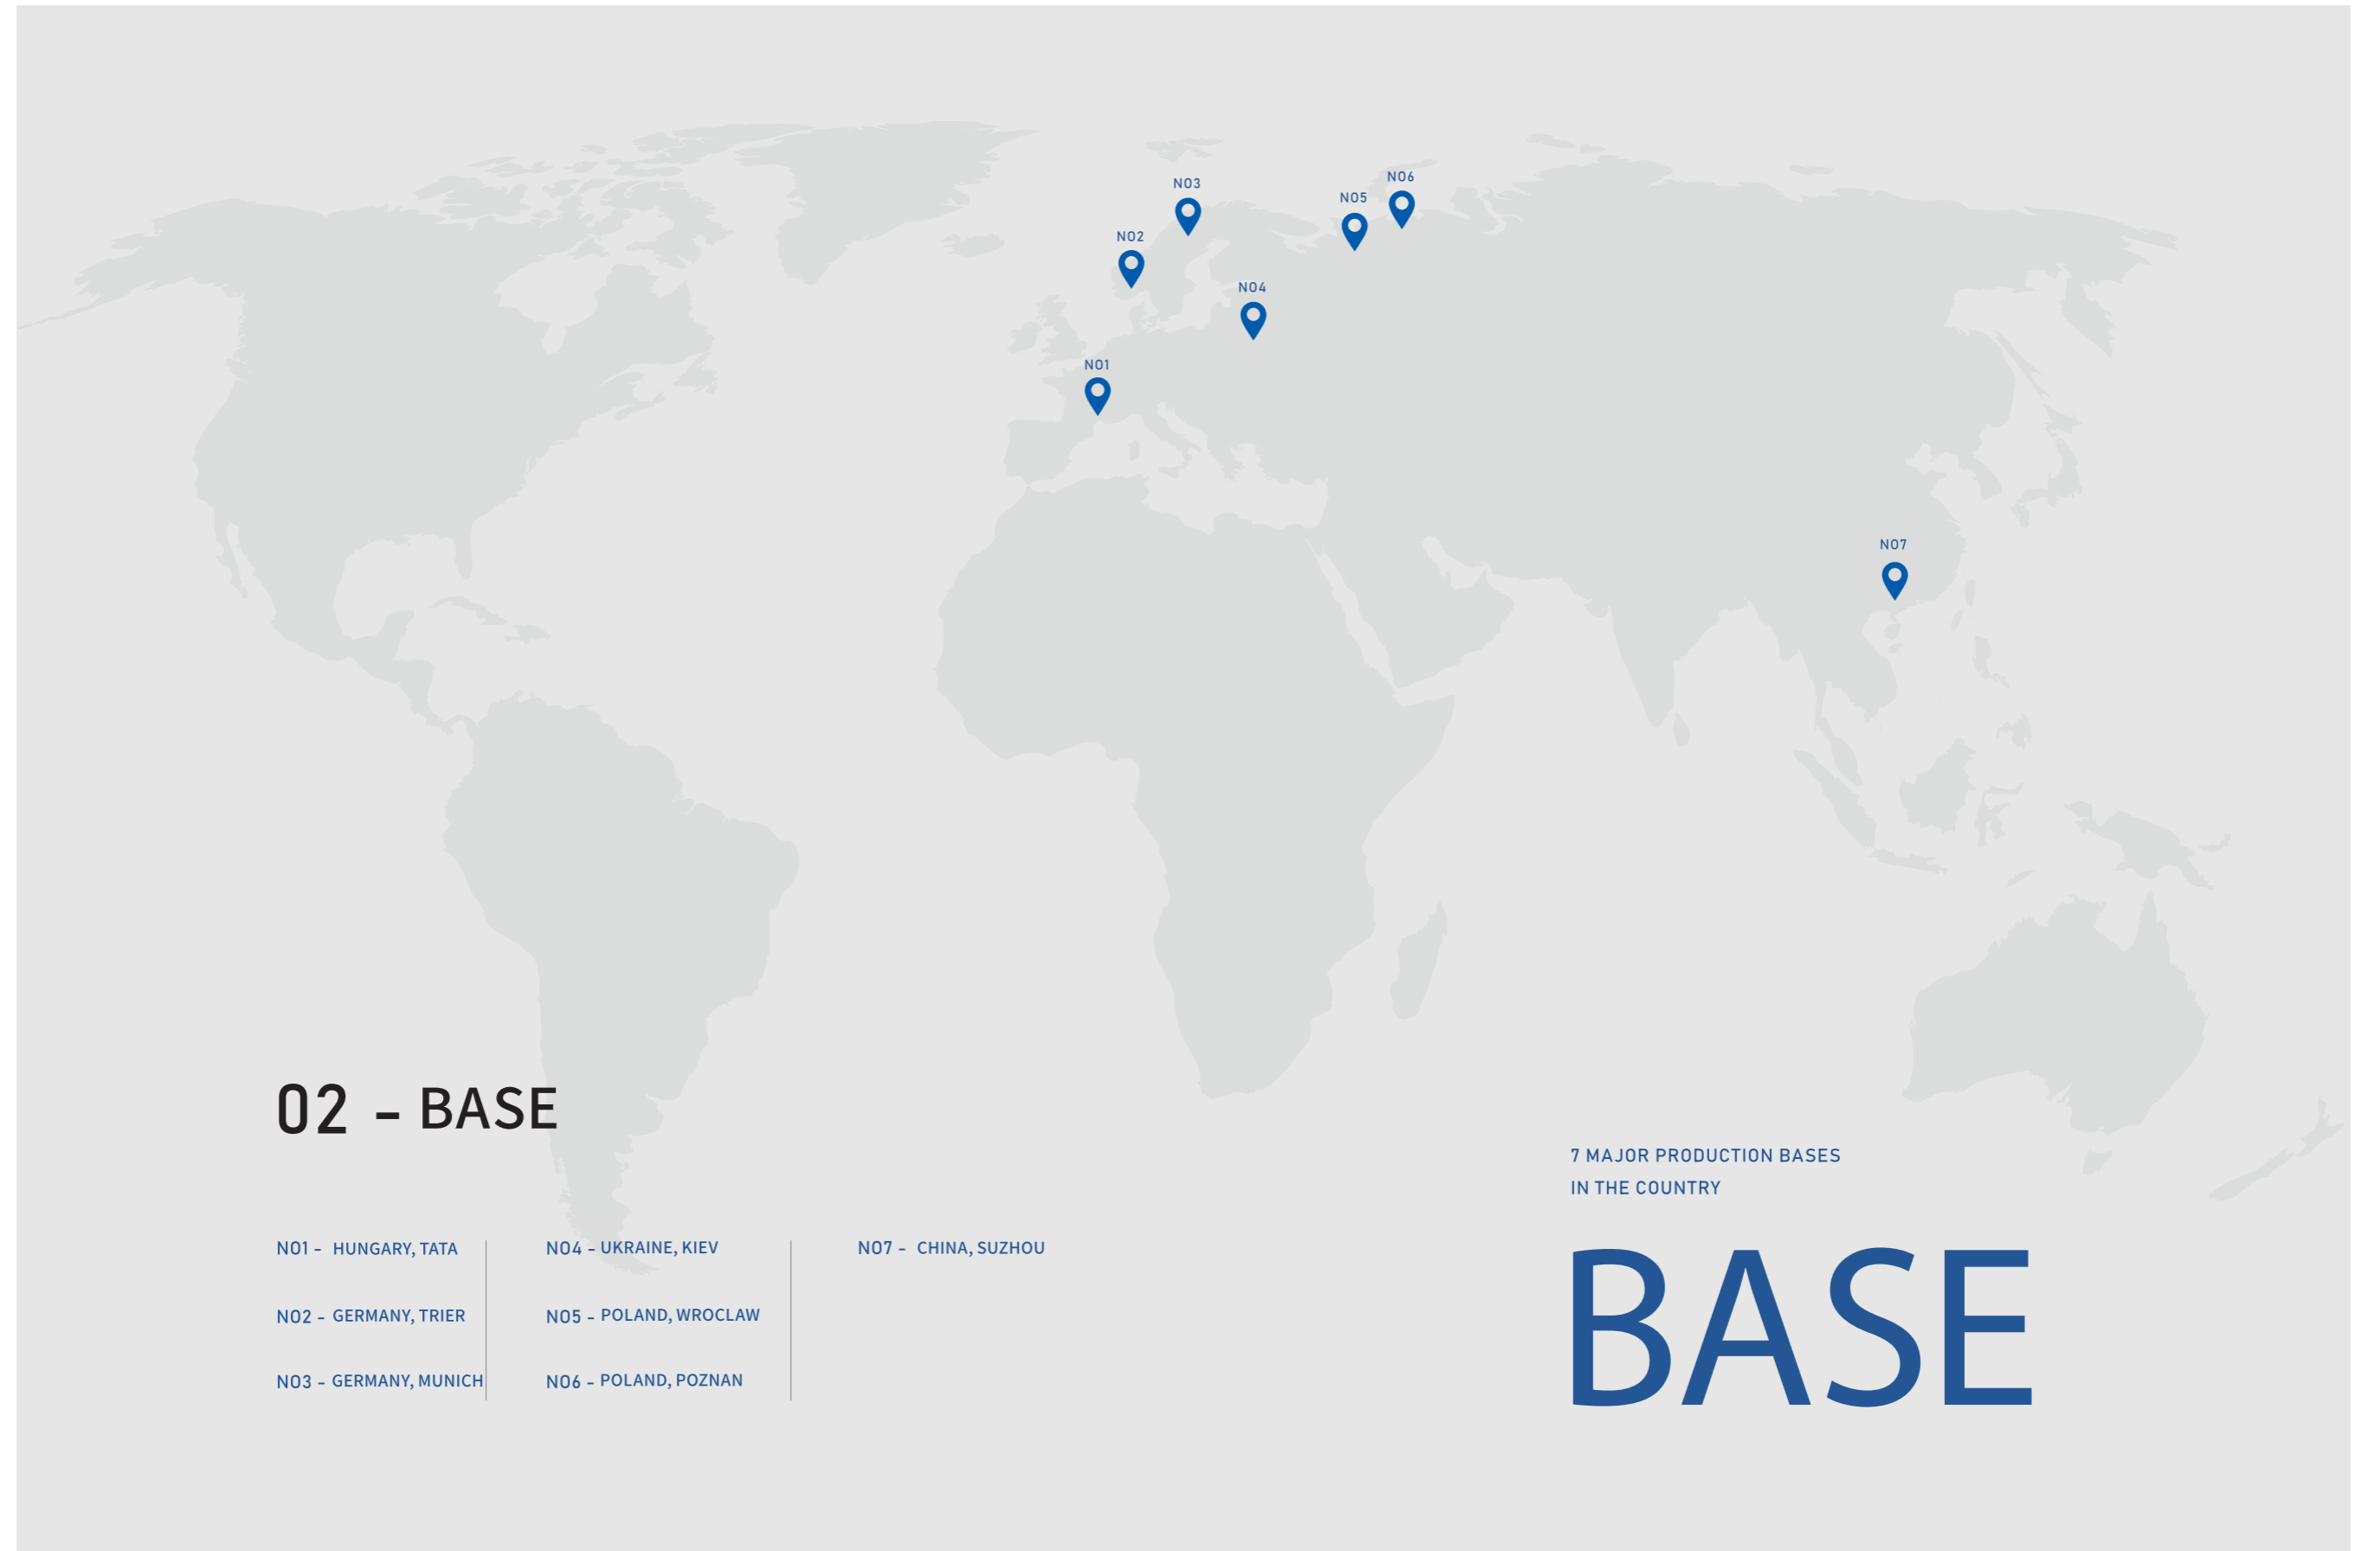 NO3
NO6
NO5
NO2
NO4
NO1
NO7
02 - BASE
7 MAJOR PRODUCTION BASES
IN THE COUNTRY
NO1 - HUNGARY, TATA
NO2 - GERMANY, TRIER
NO3 - GERMANY, MUNICH
NO4 - UKRAINE, KIEV
NO5 - POLAND, WROCLAW
NO6 - POLAND, POZNAN
NO7 - CHINA, SUZHOU
BASE